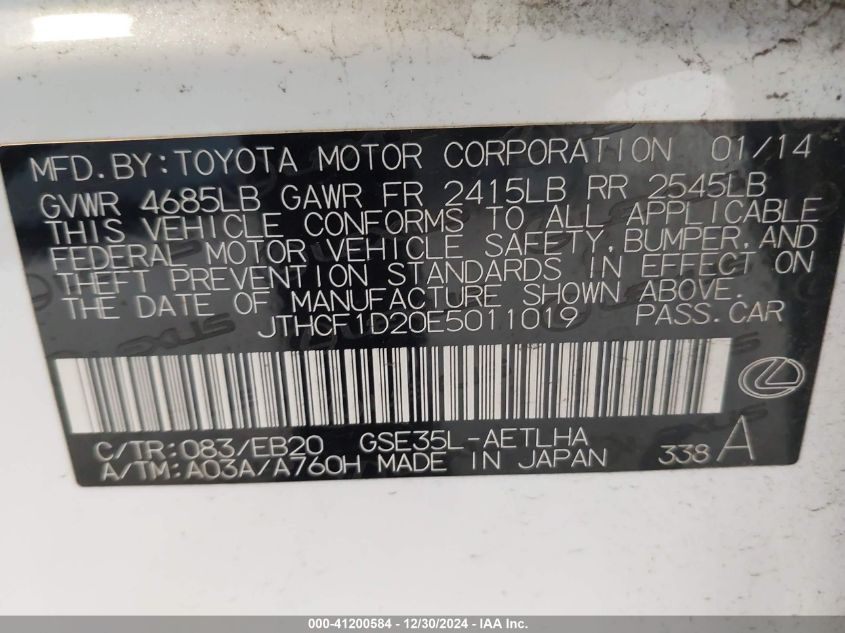 MFD.BY:TOYOTA MOTOR CORPORATION 01/14
GVWR 4685LB GAWR FR 2415LB RR 2545LB
THIS VEHICLE CONFORMS TO ALL APPLICABLE
FEDERAL MOTOR VEHICLE SAFETY, BUMPER, AND
THEFT PREVENTION STANDARDS IN EFFECT ON
THE DATE OF MANUFACTURE SHOWN ABOVE.
JTHCF1D20E5011019 PASS.CAR
C/TR:083/EB20 GSE35L-AETLHA
A/TM:A03A/A760H MADE IN JAPAN 338 A
000-41200584 - 12/30/2024 - IAA Inc.